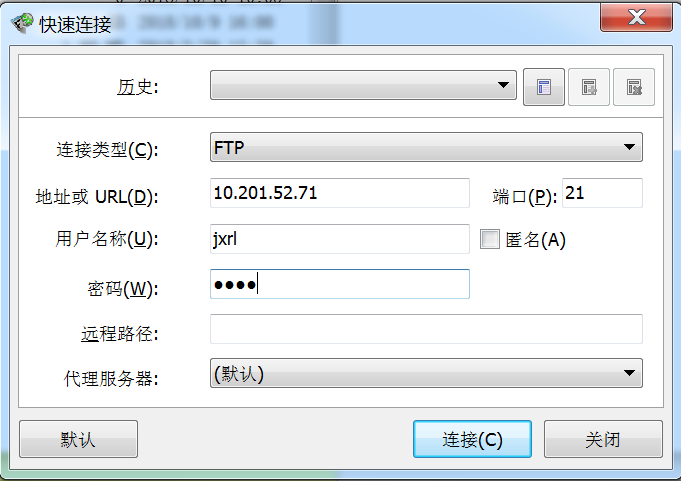 快速连接
历史:
连接类型(C): FTP
地址或 URL(D): 10.201.52.71 端口(P): 21
用户名称(U): jxrl 匿名(A)
密码(W): ●●●●
远程路径:
代理服务器: (默认)
默认 连接(C) 关闭